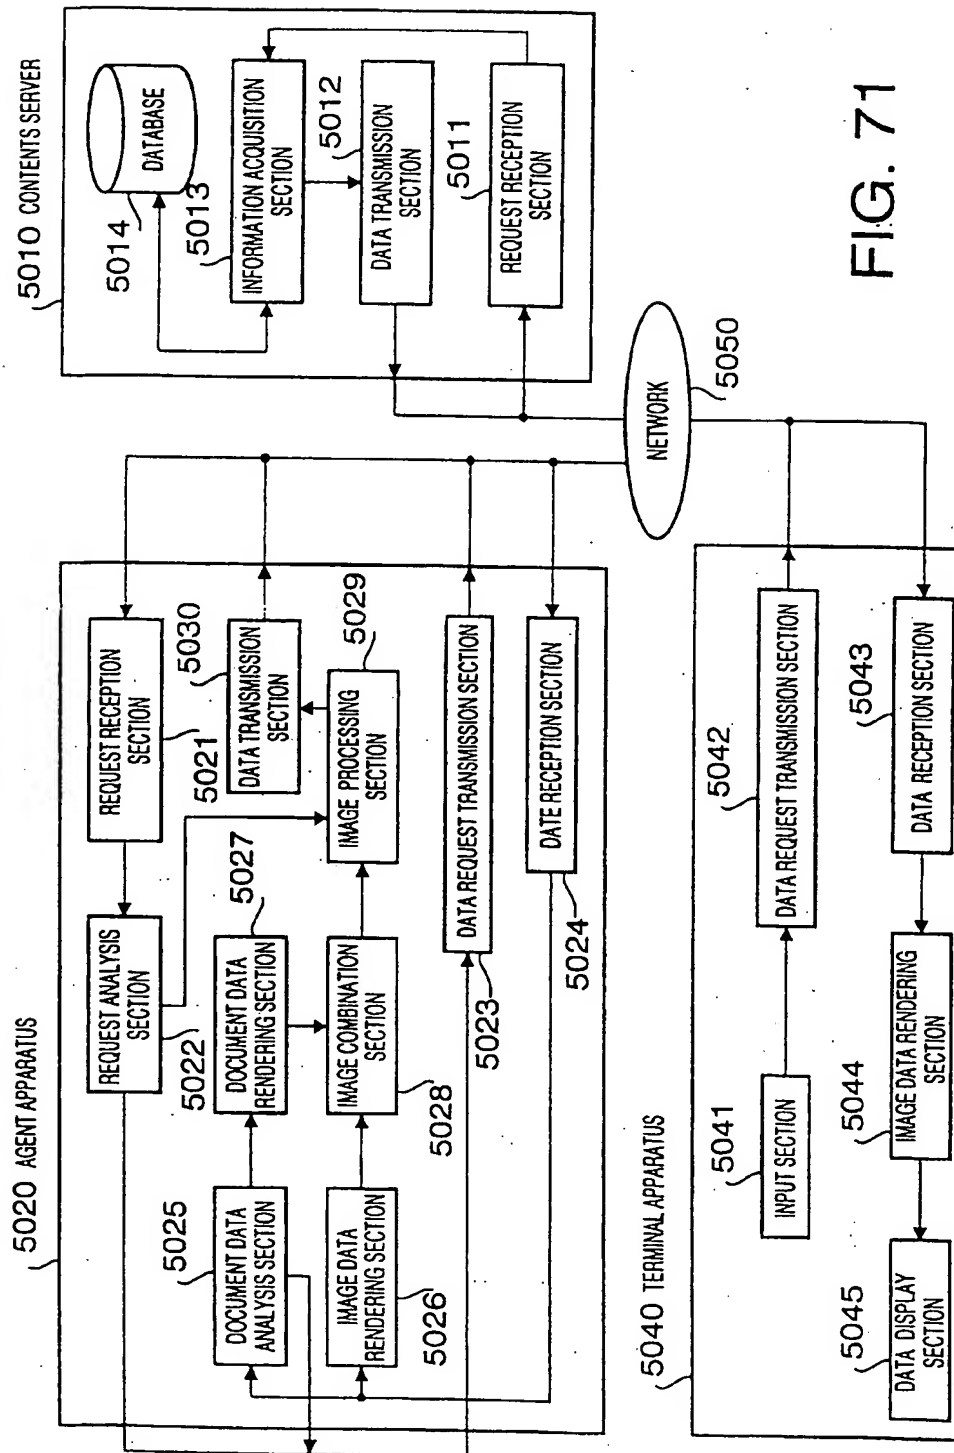 5020 AGENT APPARATUS
REQUEST ANALYSIS
SECTION
5022
REQUEST RECEPTION
SECTION
5021
5025
DOCUMENT DATA
ANALYSIS SECTION
DOCUMENT DATA
RENDERING SECTION
5027
DATA TRANSMISSION
SECTION
5030
IMAGE DATA
RENDERING SECTION
5026
IMAGE COMBINATION
SECTION
5028
IMAGE PROCESSING
SECTION
5029
DATA REQUEST TRANSMISSION SECTION
5023
DATE RECEPTION SECTION
5024
5010 CONTENTS SERVER
DATABASE
5014
INFORMATION ACQUISITION
SECTION
5013
DATA TRANSMISSION
SECTION
5012
REQUEST RECEPTION
SECTION
5011
NETWORK
5050
5040 TERMINAL APPARATUS
INPUT SECTION
5041
DATA REQUEST TRANSMISSION SECTION
5042
DATA DISPLAY
SECTION
5045
IMAGE DATA RENDERING
SECTION
5044
DATA RECEPTION SECTION
5043
FIG. 71